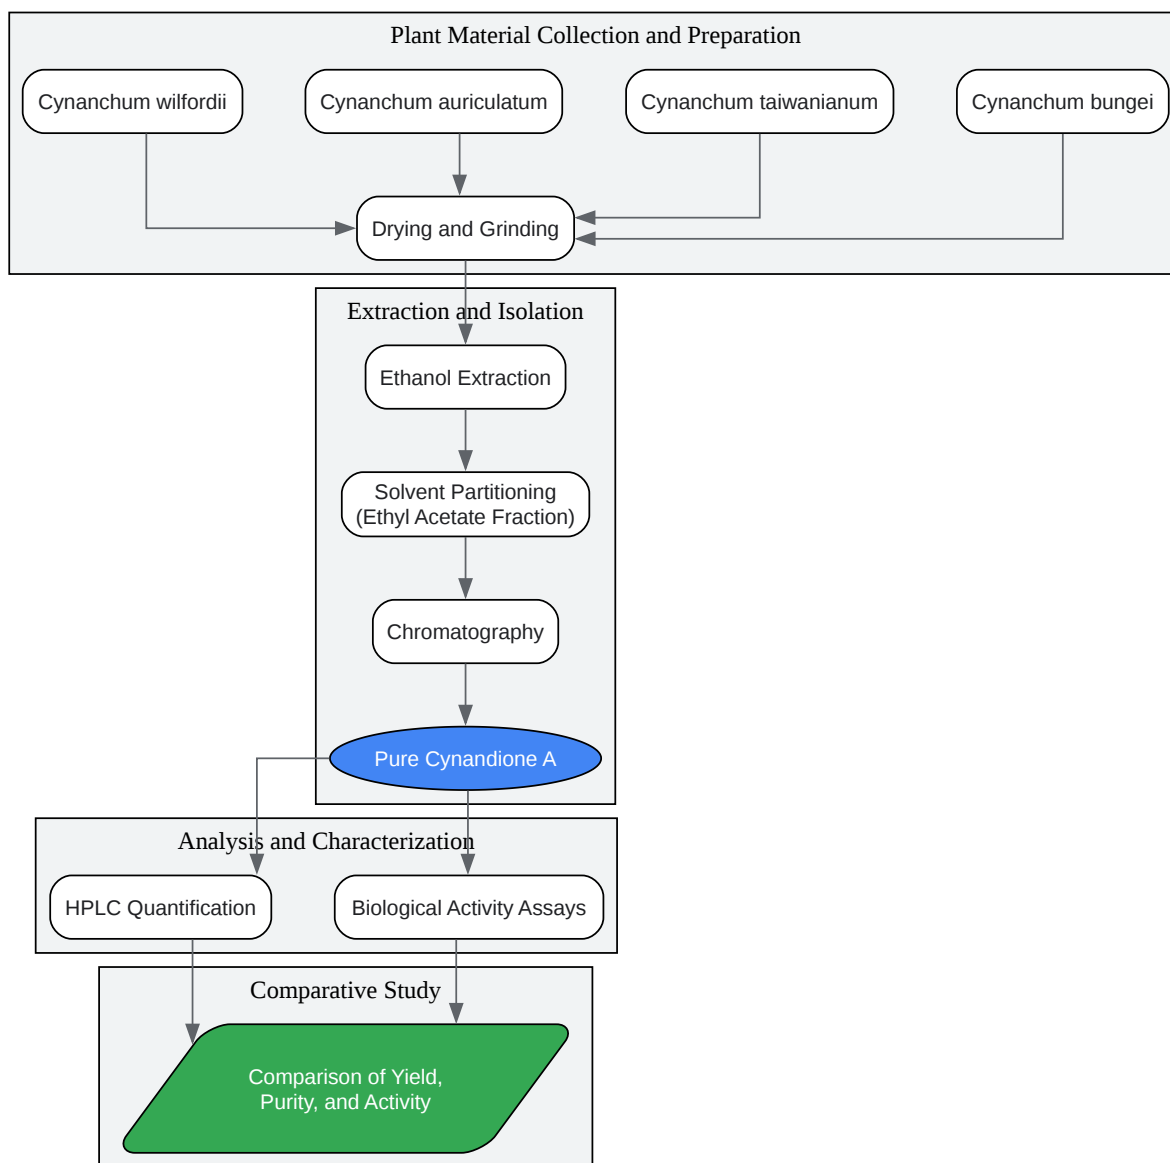 Plant Material Collection and Preparation
Cynanchum wilfordii
Cynanchum auriculatum
Cynanchum taiwanianum
Cynanchum bungei
Drying and Grinding
Extraction and Isolation
Ethanol Extraction
Solvent Partitioning
(Ethyl Acetate Fraction)
Chromatography
Pure Cynandione A
Analysis and Characterization
HPLC Quantification
Biological Activity Assays
Comparative Study
Comparison of Yield,
Purity, and Activity